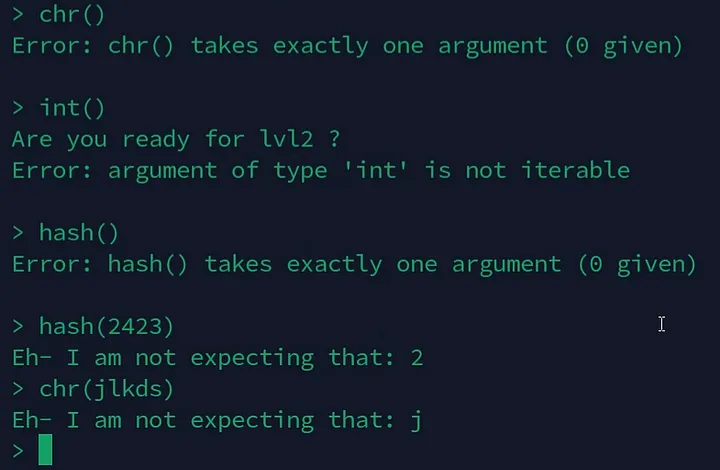 > chr()
Error: chr() takes exactly one argument (0 given)
> int()
Are you ready for lvl2 ?
Error: argument of type 'int' is not iterable
> hash()
Error: hash() takes exactly one argument (0 given)
> hash(2423)
Eh- I am not expecting that: 2
> chr(jlkds)
Eh- I am not expecting that: j
>